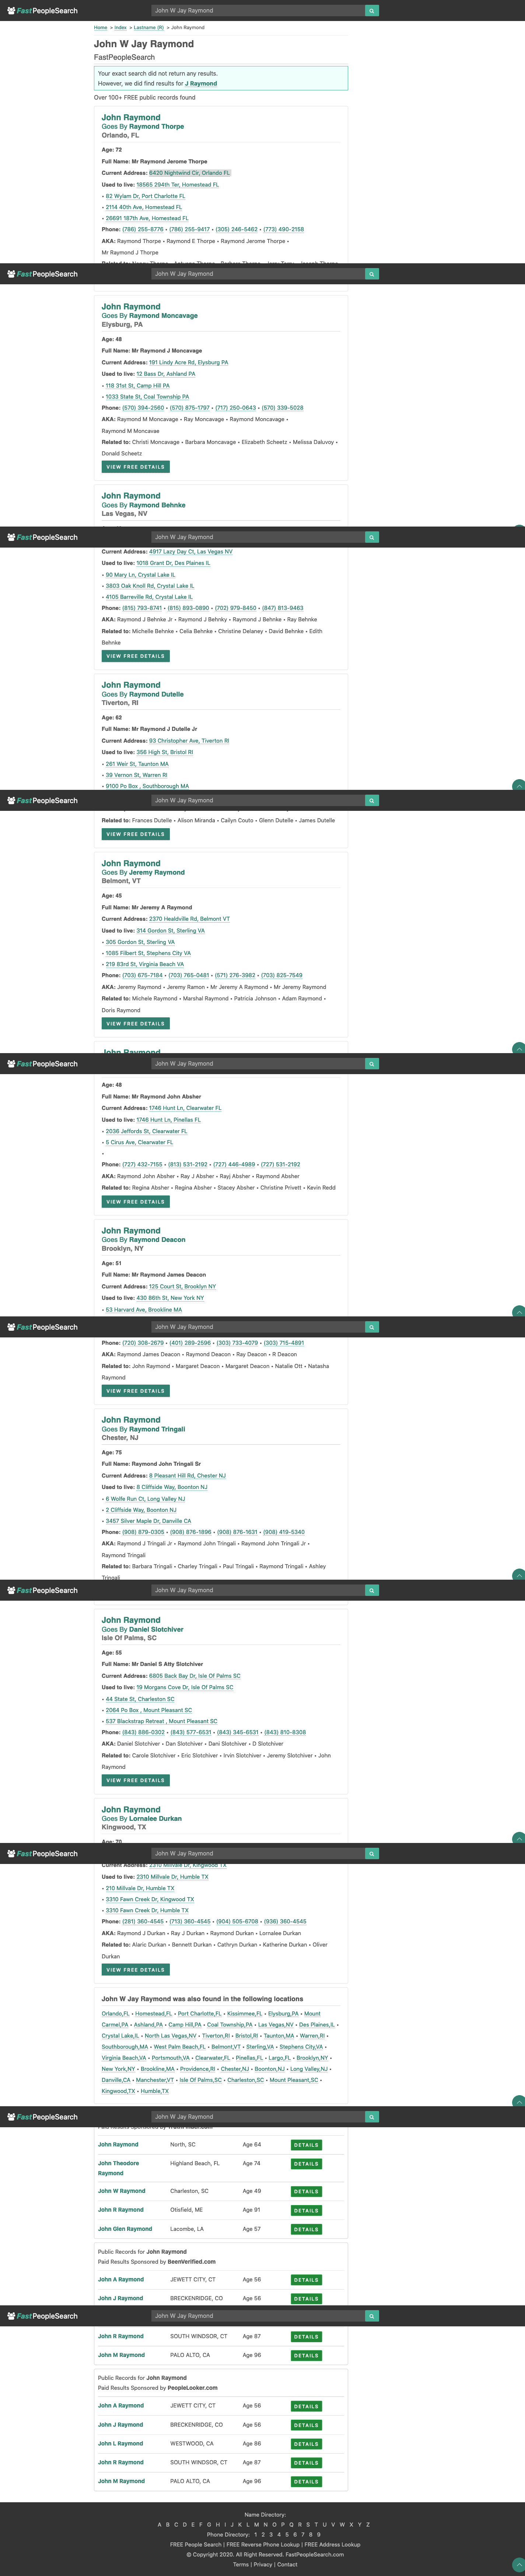 FastPeopleSearch
John W Jay Raymond
Home » Index » Lastname (R) » John Raymond
John W Jay Raymond
FastPeopleSearch
Your exact search did not return any results.
However, we did find results for J Raymond
Over 100+ FREE public records found
John Raymond
Goes By Raymond Thorpe
Orlando, FL
Age: 72
Full Name: Mr Raymond Jerome Thorpe
Current Address: 6420 Nightwind Cir, Orlando FL
Used to live: 18565 294th Ter, Homestead FL
• 82 Wylam Dr, Port Charlotte FL
• 2114 40th Ave, Homestead FL
• 26691 187th Ave, Homestead FL
Phone: (786) 255-8776 • (786) 255-9417 • (305) 246-5462 • (773) 490-2158
AKA: Raymond Thorpe • Raymond E Thorpe • Raymond Jerome Thorpe •
Mr Raymond J Thorpe
FastPeopleSearch
John W Jay Raymond
John Raymond
Goes By Raymond Moncavage
Elysburg, PA
Age: 48
Full Name: Mr Raymond J Moncavage
Current Address: 191 Lindy Acre Rd, Elysburg PA
Used to live: 12 Bass Dr, Ashland PA
• 118 31st St, Camp Hill PA
• 1033 State St, Coal Township PA
Phone: (570) 394-2560 • (570) 875-1797 • (717) 250-0643 • (570) 339-5028
AKA: Raymond M Moncavage • Ray Moncavage • Raymond Moncavage •
Raymond M Moncavae
Related to: Christi Moncavage • Barbara Moncavage • Elizabeth Scheetz • Melissa Daluvoy •
Donald Scheetz
VIEW FREE DETAILS
John Raymond
Goes By Raymond Behnke
Las Vegas, NV
FastPeopleSearch
John W Jay Raymond
Current Address: 4917 Lazy Day Ct, Las Vegas NV
Used to live: 1018 Grant Dr, Des Plaines IL
• 90 Mary Ln, Crystal Lake IL
• 3803 Oak Knoll Rd, Crystal Lake IL
• 4105 Barreville Rd, Crystal Lake IL
Phone: (815) 793-8741 • (815) 893-0890 • (702) 979-6450 • (847) 813-9463
AKA: Raymond J Behnke Jr • Raymond J Behnky • Raymond J Behnke • Ray Behnke
Related to: Michelle Behnke • Celia Behnke • Christine Delaney • David Behnke • Edith
Behnke
VIEW FREE DETAILS
John Raymond
Goes By Raymond Dutelle
Tiverton, RI
Age: 62
Full Name: Mr Raymond J Dutelle Jr
Current Address: 93 Christopher Ave, Tiverton RI
Used to live: 356 High St, Bristol RI
• 261 Weir St, Taunton MA
• 39 Vernon St, Warren RI
• 9100 Po Box , Southborough MA
FastPeopleSearch
John W Jay Raymond
Related to: Frances Dutelle • Alison Miranda • Cailyn Couto • Glenn Dutelle • James Dutelle
VIEW FREE DETAILS
John Raymond
Goes By Jeremy Raymond
Belmont, VT
Age: 45
Full Name: Mr Jeremy A Raymond
Current Address: 2370 Healdville Rd, Belmont VT
Used to live: 314 Gordon St, Sterling VA
• 305 Gordon St, Sterling VA
• 1085 Filbert St, Stephens City VA
• 219 83rd St, Virginia Beach VA
Phone: (703) 675-7184 • (703) 765-0481 • (571) 276-3982 • (703) 825-7549
AKA: Jeremy Raymond • Jeremy Ramon • Mr Jeremy A Raymond • Mr Jeremy Raymond
Related to: Michele Raymond • Marshal Raymond • Patricia Johnson • Adam Raymond •
Doris Raymond
VIEW FREE DETAILS
John Raymond
FastPeopleSearch
John W Jay Raymond
Age: 48
Full Name: Mr Raymond John Absher
Current Address: 1746 Hunt Ln, Clearwater FL
Used to live: 1746 Hunt Ln, Pinellas FL
• 2036 Jeffords St, Clearwater FL
• 5 Cirus Ave, Clearwater FL
•
Phone: (727) 432-7155 • (813) 531-2192 • (727) 446-4989 • (727) 531-2192
AKA: Raymond John Absher • Ray J Absher • Rayj Absher • Raymond Absher
Related to: Regina Absher • Regina Absher • Stacey Absher • Christine Privett • Kevin Redd
VIEW FREE DETAILS
John Raymond
Goes By Raymond Deacon
Brooklyn, NY
Age: 51
Full Name: Mr Raymond James Deacon
Current Address: 125 Court St, Brooklyn NY
Used to live: 430 86th St, New York NY
• 53 Harvard Ave, Brookline MA
FastPeopleSearch
John W Jay Raymond
Phone: (720) 308-2679 • (401) 289-2596 • (303) 733-4079 • (303) 715-4891
AKA: Raymond James Deacon • Raymond Deacon • Ray Deacon • R Deacon
Related to: John Raymond • Margaret Deacon • Margaret Deacon • Natalie Ott • Natasha
Raymond
VIEW FREE DETAILS
John Raymond
Goes By Raymond Tringali
Chester, NJ
Age: 75
Full Name: Raymond John Tringali Sr
Current Address: 8 Pleasant Hill Rd, Chester NJ
Used to live: 8 Cliffside Way, Boonton NJ
• 6 Wolfe Run Ct, Long Valley NJ
• 2 Cliffside Way, Boonton NJ
• 3457 Silver Maple Dr, Danville CA
Phone: (908) 879-0305 • (908) 876-1896 • (908) 876-1631 • (908) 419-5340
AKA: Raymond J Tringali Jr • Raymond John Tringali • Raymond John Tringali Jr •
Raymond Tringali
Related to: Barbara Tringali • Charley Tringali • Paul Tringali • Raymond Tringali • Ashley
Tringali
FastPeopleSearch
John W Jay Raymond
John Raymond
Goes By Daniel Slotchiver
Isle Of Palms, SC
Age: 55
Full Name: Mr Daniel S Atty Slotchiver
Current Address: 6805 Back Bay Dr, Isle Of Palms SC
Used to live: 19 Morgans Cove Dr, Isle Of Palms SC
• 44 State St, Charleston SC
• 2064 Po Box , Mount Pleasant SC
• 537 Blackstrap Retreat , Mount Pleasant SC
Phone: (843) 886-0302 • (843) 577-6531 • (843) 345-6531 • (843) 810-8308
AKA: Daniel Slotchiver • Dan Slotchiver • Dani Slotchiver • D Slotchiver
Related to: Carole Slotchiver • Eric Slotchiver • Irvin Slotchiver • Jeremy Slotchiver • John
Raymond
VIEW FREE DETAILS
John Raymond
Goes By Lornalee Durkan
Kingwood, TX
Age: 70
FastPeopleSearch
John W Jay Raymond
Current Address: 2310 Millvale Dr, Kingwood TX
Used to live: 2310 Millvale Dr, Humble TX
• 210 Millvale Dr, Humble TX
• 3310 Fawn Creek Dr, Kingwood TX
• 3310 Fawn Creek Dr, Humble TX
Phone: (281) 360-4545 • (713) 360-4545 • (904) 505-6708 • (936) 360-4545
AKA: Raymond J Durkan • Ray J Durkan • Raymond Durkan • Lornalee Durkan
Related to: Alaric Durkan • Bennett Durkan • Cathryn Durkan • Katherine Durkan • Oliver
Durkan
VIEW FREE DETAILS
John W Jay Raymond was also found in the following locations
Orlando,FL • Homestead,FL • Port Charlotte,FL • Kissimmee,FL • Elysburg,PA • Mount
Carmel,PA • Ashland,PA • Camp Hill,PA • Coal Township,PA • Las Vegas,NV • Des Plaines,IL •
Crystal Lake,IL • North Las Vegas,NV • Tiverton,RI • Bristol,RI • Taunton,MA • Warren,RI •
Southborough,MA • West Palm Beach,FL • Belmont,VT • Sterling,VA • Stephens City,VA •
Virginia Beach,VA • Portsmouth,VA • Clearwater,FL • Pinellas,FL • Largo,FL • Brooklyn,NY •
New York,NY • Brookline,MA • Providence,RI • Chester,NJ • Boonton,NJ • Long Valley,NJ •
Danville,CA • Manchester,VT • Isle Of Palms,SC • Charleston,SC • Mount Pleasant,SC •
Kingwood,TX • Humble,TX
FastPeopleSearch
John W Jay Raymond
John Raymond North, SC Age 64 DETAILS
John Theodore Raymond Highland Beach, FL Age 74 DETAILS
John W Raymond Charleston, SC Age 49 DETAILS
John R Raymond Otisfield, ME Age 91 DETAILS
John Glen Raymond Lacombe, LA Age 57 DETAILS
Public Records for John Raymond
Paid Results Sponsored by BeenVerified.com
John A Raymond JEWETT CITY, CT Age 56 DETAILS
John J Raymond BRECKENRIDGE, CO Age 56 DETAILS
FastPeopleSearch
John W Jay Raymond
John R Raymond SOUTH WINDSOR, CT Age 87 DETAILS
John M Raymond PALO ALTO, CA Age 96 DETAILS
Public Records for John Raymond
Paid Results Sponsored by PeopleLooker.com
John A Raymond JEWETT CITY, CT Age 56 DETAILS
John J Raymond BRECKENRIDGE, CO Age 56 DETAILS
John L Raymond WESTWOOD, CA Age 86 DETAILS
John R Raymond SOUTH WINDSOR, CT Age 87 DETAILS
John M Raymond PALO ALTO, CA Age 96 DETAILS
Name Directory:
A B C D E F G H I J K L M N O P Q R S T U V W X Y Z
Phone Directory: 1 2 3 4 5 6 7 8 9
FREE People Search | FREE Reverse Phone Lookup | FREE Address Lookup
© Copyright 2020. All Right Reserved. FastPeopleSearch.com
Terms | Privacy | Contact